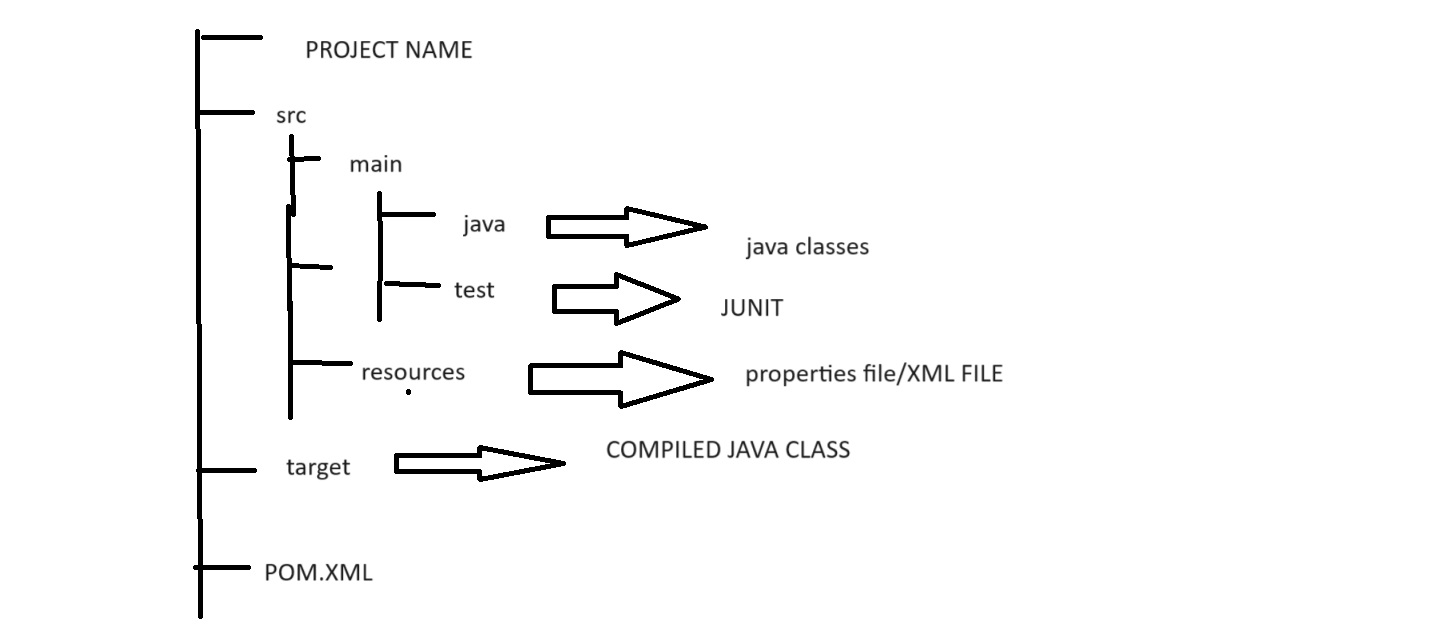 PROJECT NAME
src
main
java
java classes
test
JUNIT
resources
properties file/XML FILE
target
COMPILED JAVA CLASS
POM.XML